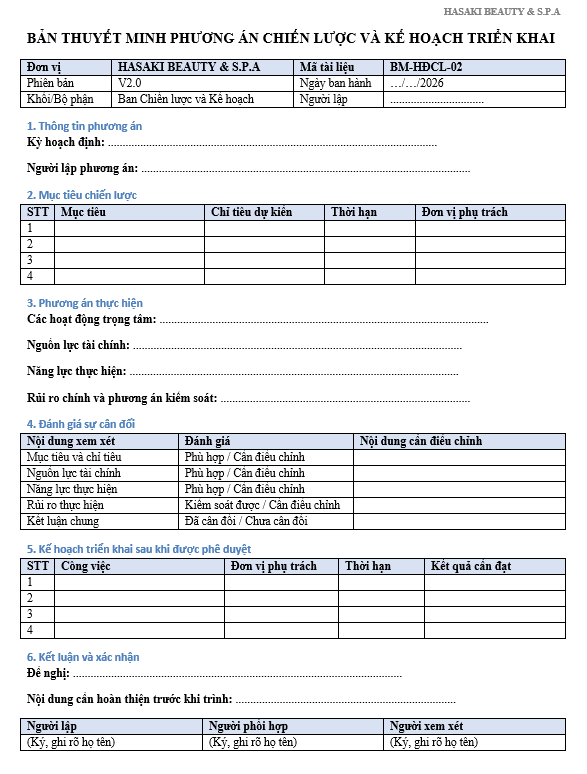 HASAKI BEAUTY & S.P.A
BẢN THUYẾT MINH PHƯƠNG ÁN CHIẾN LƯỢC VÀ KẾ HOẠCH TRIỂN KHAI
Đơn vị HASAKI BEAUTY & S.P.A Mã tài liệu BM-HĐCL-02
Phiên bản V2.0 Ngày ban hành .../.../2026
Khối/Bộ phận Ban Chiến lược và Kế hoạch Người lập ................................
1. Thông tin phương án
Kỳ hoạch định: ................................................................................................................
Người lập phương án: ................................................................................................................
2. Mục tiêu chiến lược
STT Mục tiêu Chỉ tiêu dự kiến Thời hạn Đơn vị phụ trách
1
2
3
4
3. Phương án thực hiện
Các hoạt động trọng tâm: ................................................................................................................
Nguồn lực tài chính: ................................................................................................................
Năng lực thực hiện: ................................................................................................................
Rủi ro chính và phương án kiểm soát: .....................................................................................
4. Đánh giá sự cân đối
Nội dung xem xét Đánh giá Nội dung cần điều chỉnh
Mục tiêu và chỉ tiêu Phù hợp / Cần điều chỉnh
Nguồn lực tài chính Phù hợp / Cần điều chỉnh
Năng lực thực hiện Phù hợp / Cần điều chỉnh
Rủi ro thực hiện Kiểm soát được / Cần điều chỉnh
Kết luận chung Đã cân đối / Chưa cân đối
5. Kế hoạch triển khai sau khi được phê duyệt
STT Công việc Đơn vị phụ trách Thời hạn Kết quả cần đạt
1
2
3
4
6. Kết luận và xác nhận
Đề nghị: ................................................................................................................
Nội dung cần hoàn thiện trước khi trình: ...........................................................................
Người lập Người phối hợp Người xem xét
(Ký, ghi rõ họ tên) (Ký, ghi rõ họ tên) (Ký, ghi rõ họ tên)